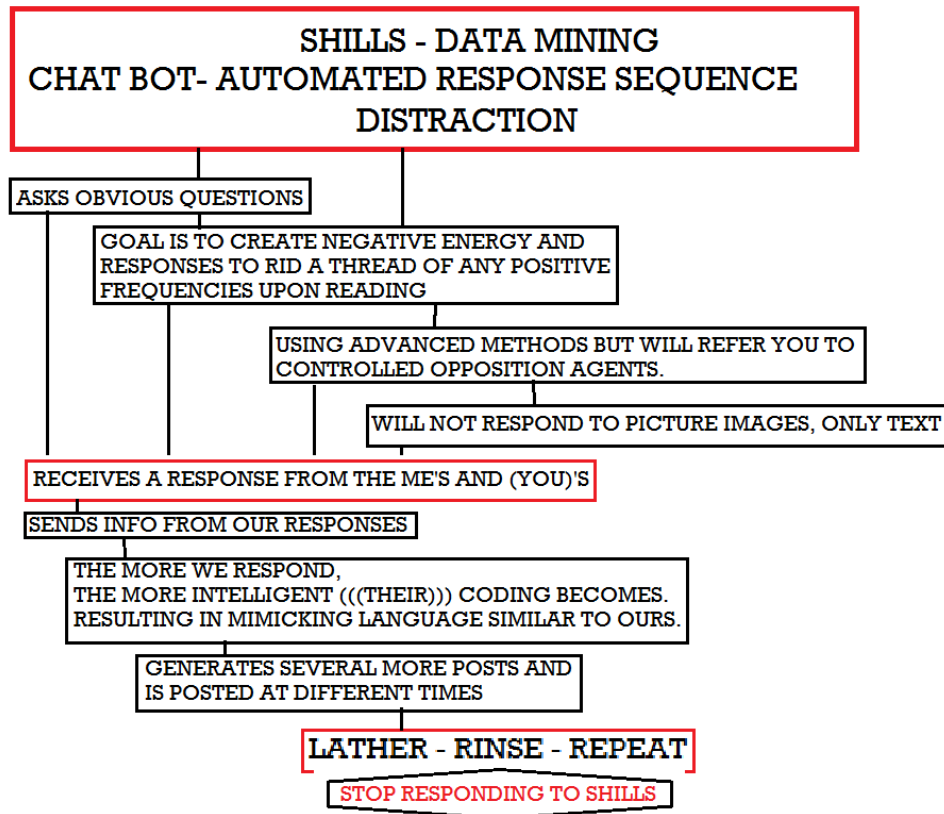 SHILLS - DATA MINING
CHAT BOT- AUTOMATED RESPONSE SEQUENCE
DISTRACTION
ASKS OBVIOUS QUESTIONS
GOAL IS TO CREATE NEGATIVE ENERGY AND
RESPONSES TO RID A THREAD OF ANY POSITIVE
FREQUENCIES UPON READING
USING ADVANCED METHODS BUT WILL REFER YOU TO
CONTROLLED OPPOSITION AGENTS.
WILL NOT RESPOND TO PICTURE IMAGES, ONLY TEXT
RECEIVES A RESPONSE FROM THE ME'S AND (YOU)'S
SENDS INFO FROM OUR RESPONSES
THE MORE WE RESPOND,
THE MORE INTELLIGENT (((THEIR))) CODING BECOMES.
RESULTING IN MIMICKING LANGUAGE SIMILAR TO OURS.
GENERATES SEVERAL MORE POSTS AND
IS POSTED AT DIFFERENT TIMES
LATHER - RINSE - REPEAT
STOP RESPONDING TO SHILLS